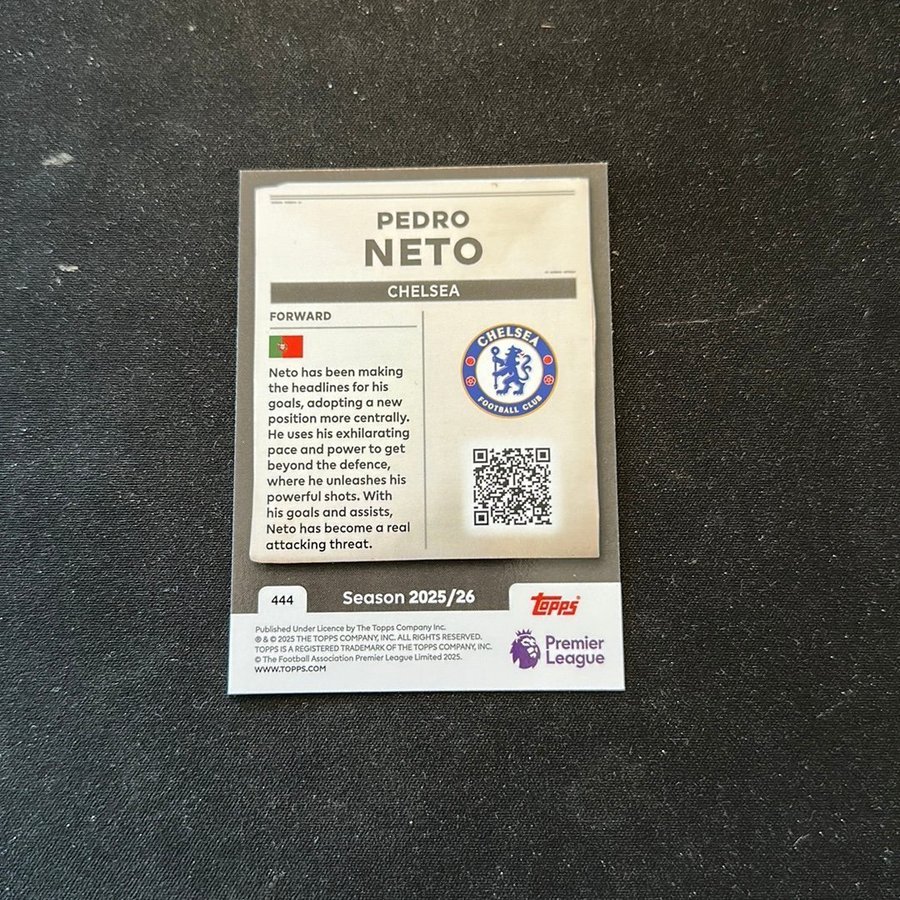 PEDRO
NETO
CHELSEA
FORWARD
Neto has been making
the headlines for his
goals, adopting a new
position more centrally.
He uses his exhilarating
pace and power to get
beyond the defence,
where he unleashes his
powerful shots. With
his goals and assists,
Neto has become a real
attacking threat.
CHELSEA
FOOTBALL CLUB
444
Season 2025/26
topps
Published Under Licence by The Topps Company Inc.
® & © 2025 THE TOPPS COMPANY, INC. ALL RIGHTS RESERVED.
TOPPS IS A REGISTERED TRADEMARK OF THE TOPPS COMPANY, INC.
© The Football Association Premier League Limited 2025.
WWW.TOPPS.COM
Premier
League